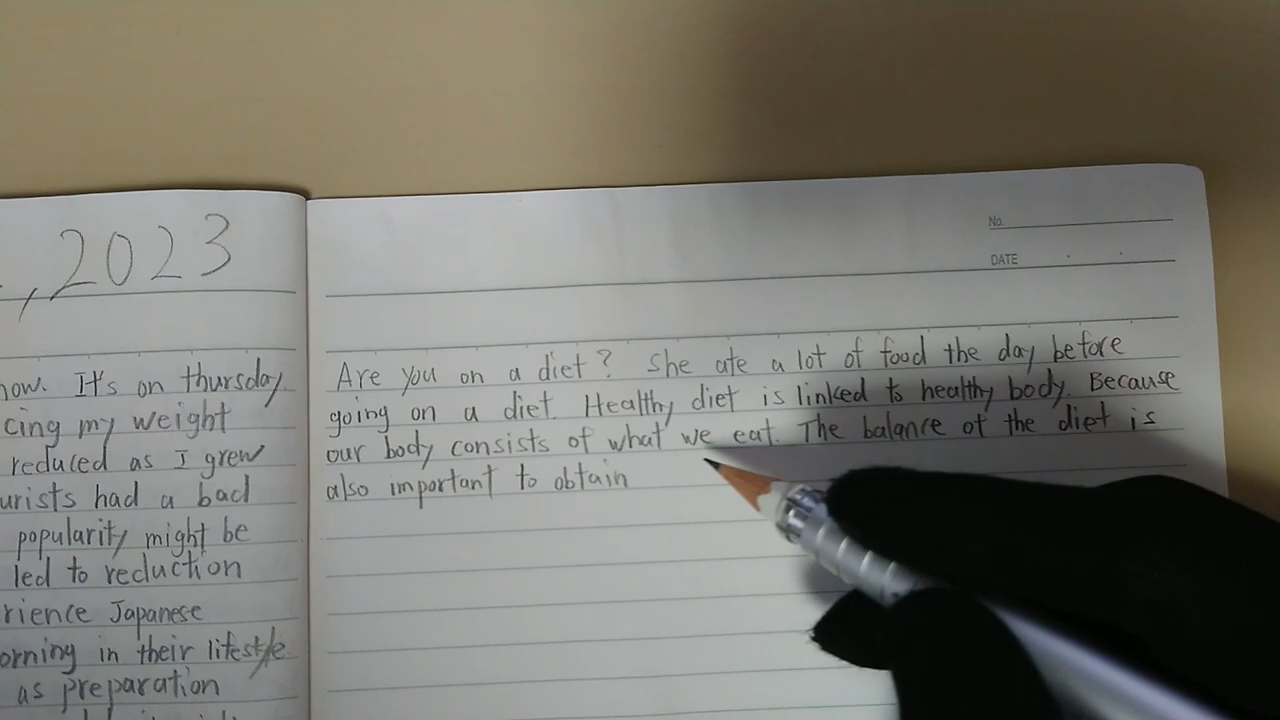 ,2023
now. It's on thursday
cing my weight
reduced as I grew
urists had a bad
popularity might be
led to reduction
rience Japanese
orning in their lifestyle
as preparation
No.
DATE
Are you on a diet? She ate a lot of food the day before
going on a diet. Healthy diet is linked to healthy body. Because
our body consists of what we eat. The balance of the diet is
also important to obtain